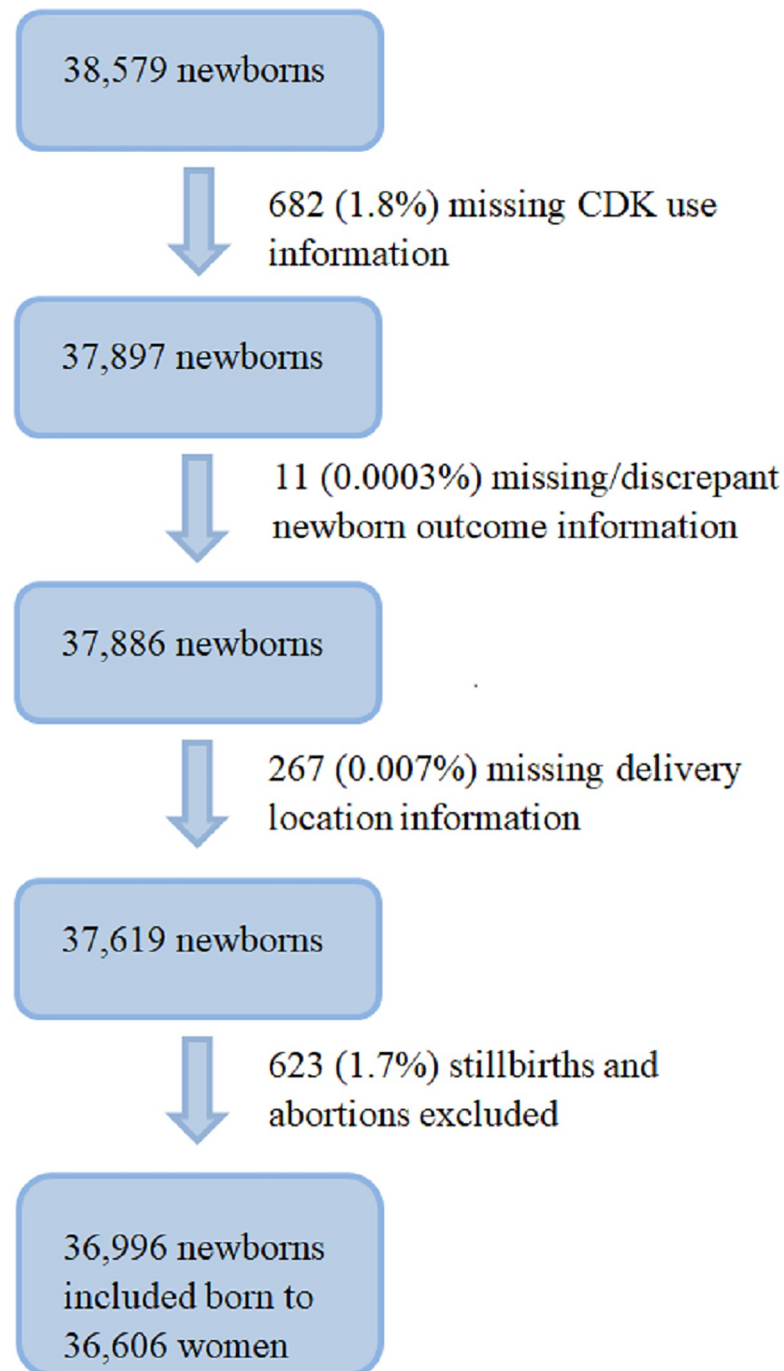 38,579 newborns
682 (1.8%) missing CDK use
information
37,897 newborns
11 (0.0003%) missing/discrepant
newborn outcome information
37,886 newborns
267 (0.007%) missing delivery
location information
37,619 newborns
623 (1.7%) stillbirths and
abortions excluded
36,996 newborns
included born to
36,606 women